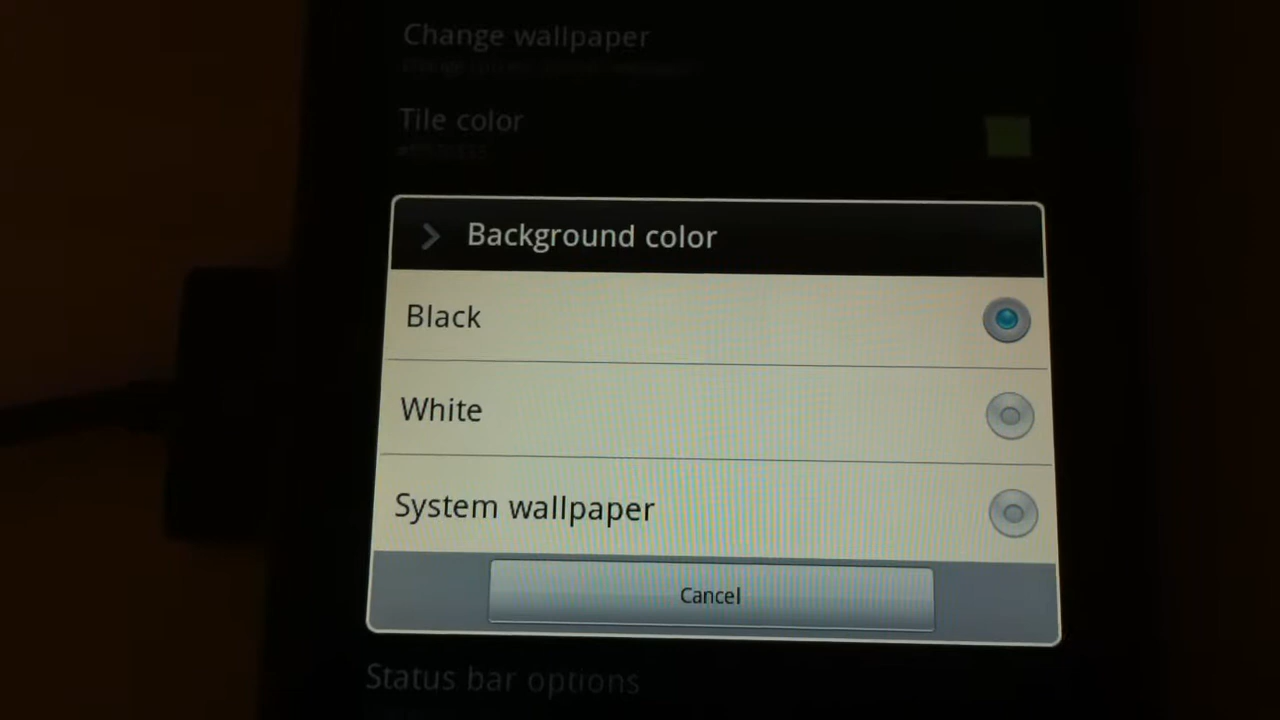 Change wallpaper
Tile color
Background color
Black
White
System wallpaper
Cancel
Status bar options